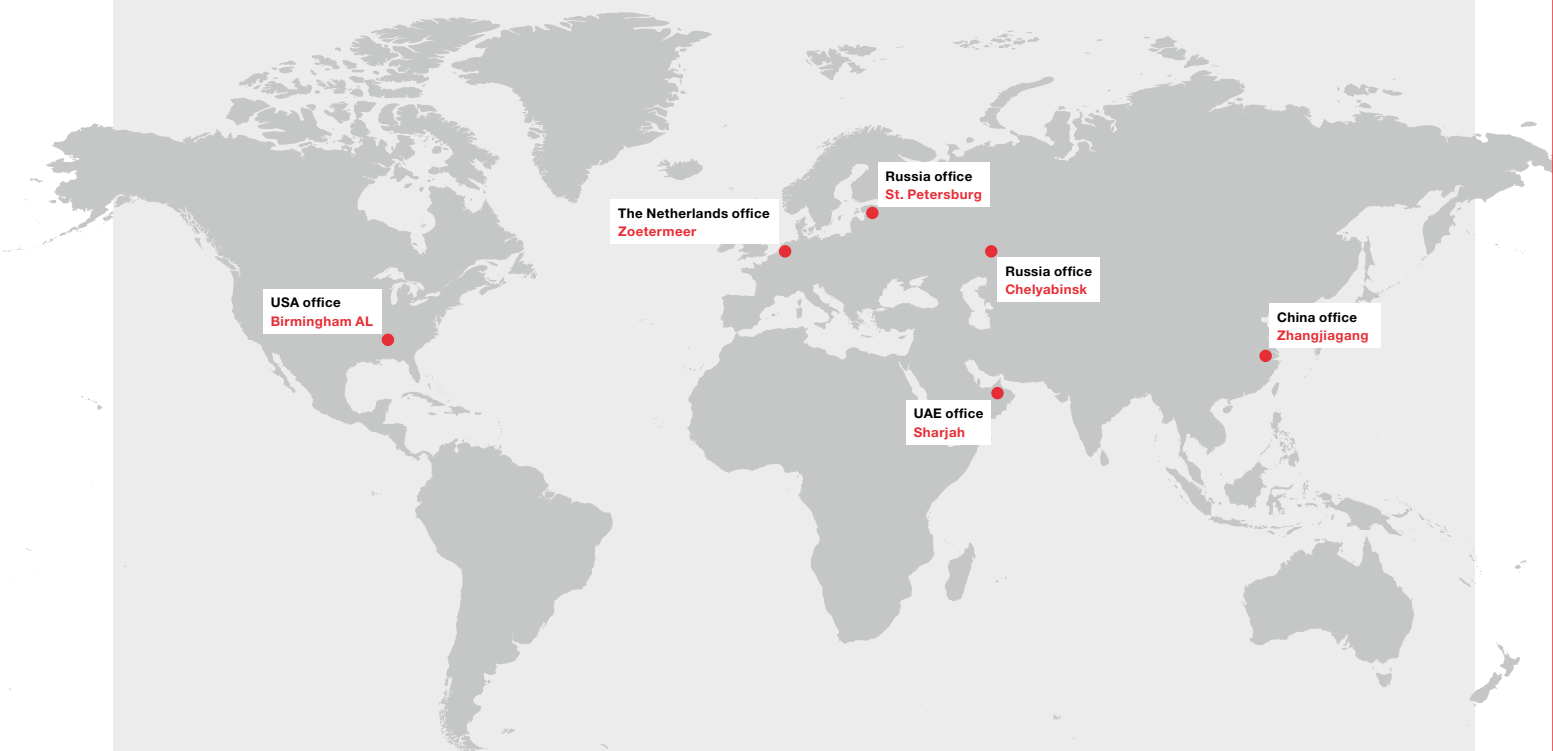 Russia office
St. Petersburg
The Netherlands office
Zoetermeer
Russia office
Chelyabinsk
USA office
Birmingham AL
China office
Zhangjiagang
UAE office
Sharjah